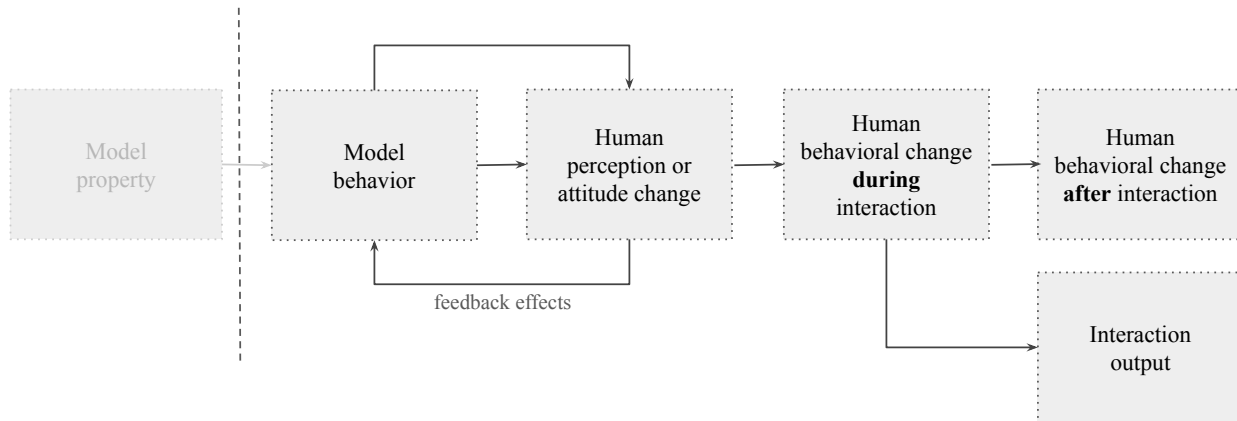 Model
property
Model
behavior
Human
perception or
attitude change
Human
behavioral change
during
interaction
Human
behavioral change
after interaction
feedback effects
Interaction
output